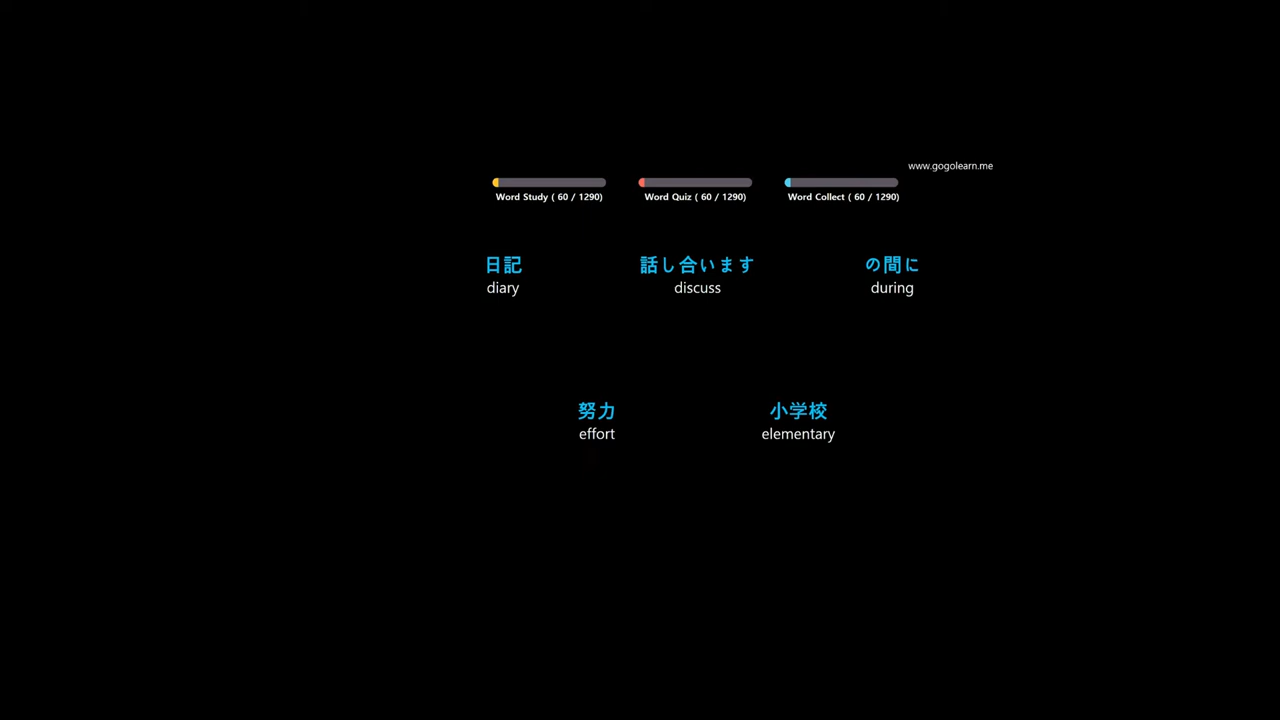 www.gogolearn.me
Word Study ( 60 / 1290)
Word Quiz ( 60 / 1290)
Word Collect ( 60 / 1290)
日記
diary
話し合います
discuss
の間に
during
努力
effort
小学校
elementary